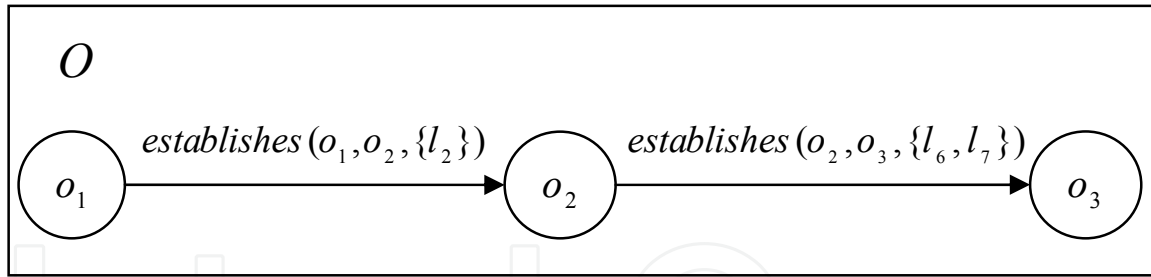 O
establishes(o₁,o₂,{l₂}) establishes(o₂,o₃,{l₆,l₇})
o₁ o₂ o₃